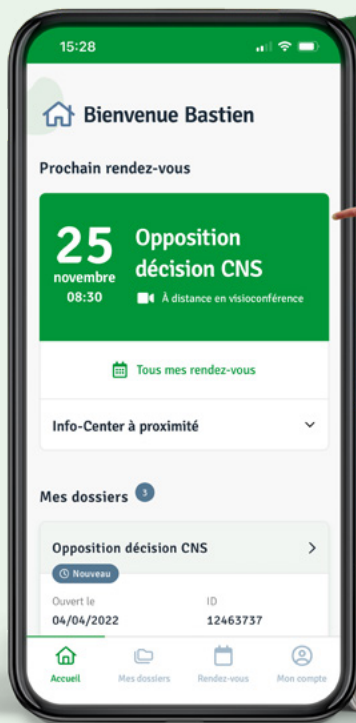 15:28
Bienvenue Bastien
Prochain rendez-vous
25
novembre
08:30
Opposition
décision CNS
À distance en visioconférence
Tous mes rendez-vous
Info-Center à proximité
Mes dossiers 3
Opposition décision CNS
Nouveau
Ouvert le ID
04/04/2022 12463737
Accueil Mes dossiers Rendez-vous Mon compte